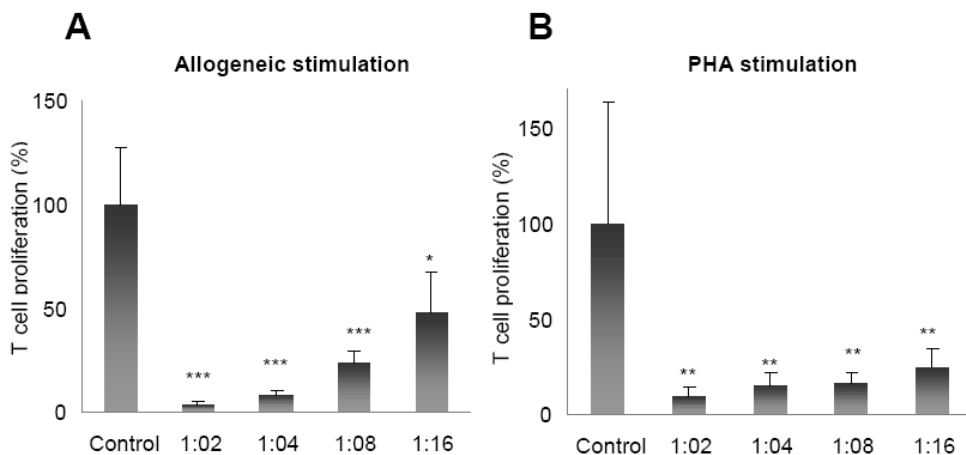 A
Allogeneic stimulation
T cell proliferation (%)
150
100
50
0
***
***
***
*
Control 1:02 1:04 1:08 1:16
B
PHA stimulation
T cell proliferation (%)
150
100
50
0
**
**
**
**
Control 1:02 1:04 1:08 1:16